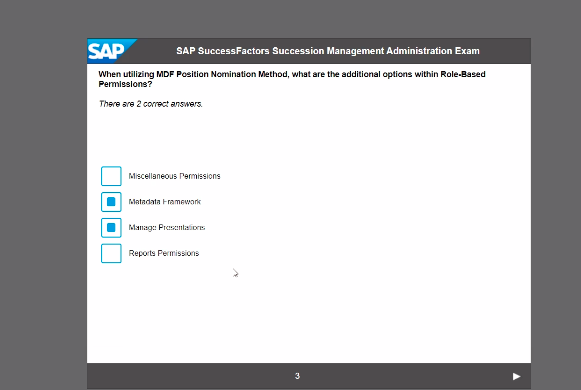 SAP
SAP SuccessFactors Succession Management Administration Exam
When utilizing MDF Position Nomination Method, what are the additional options within Role-Based
Permissions?
There are 2 correct answers.
Miscellaneous Permissions
Metadata Framework
Manage Presentations
Reports Permissions
3